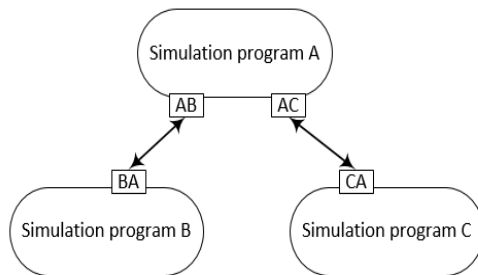 Simulation program A
AB
AC
BA
CA
Simulation program B
Simulation program C